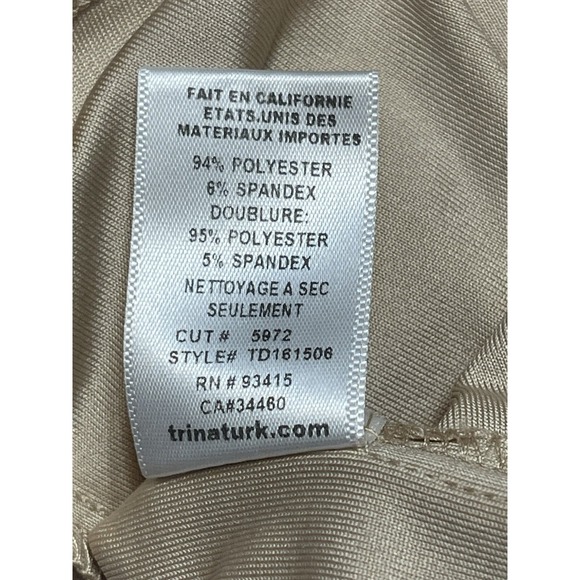 FAIT EN CALIFORNIE
ETATS.UNIS DES
MATERIAUX IMPORTES
94% POLYESTER
6% SPANDEX
DOUBLURE:
95% POLYESTER
5% SPANDEX
NETTOYAGE A SEC
SEULEMENT
CUT # 5972
STYLE# TD161506
RN # 93415
CA#34460
trinaturk.com